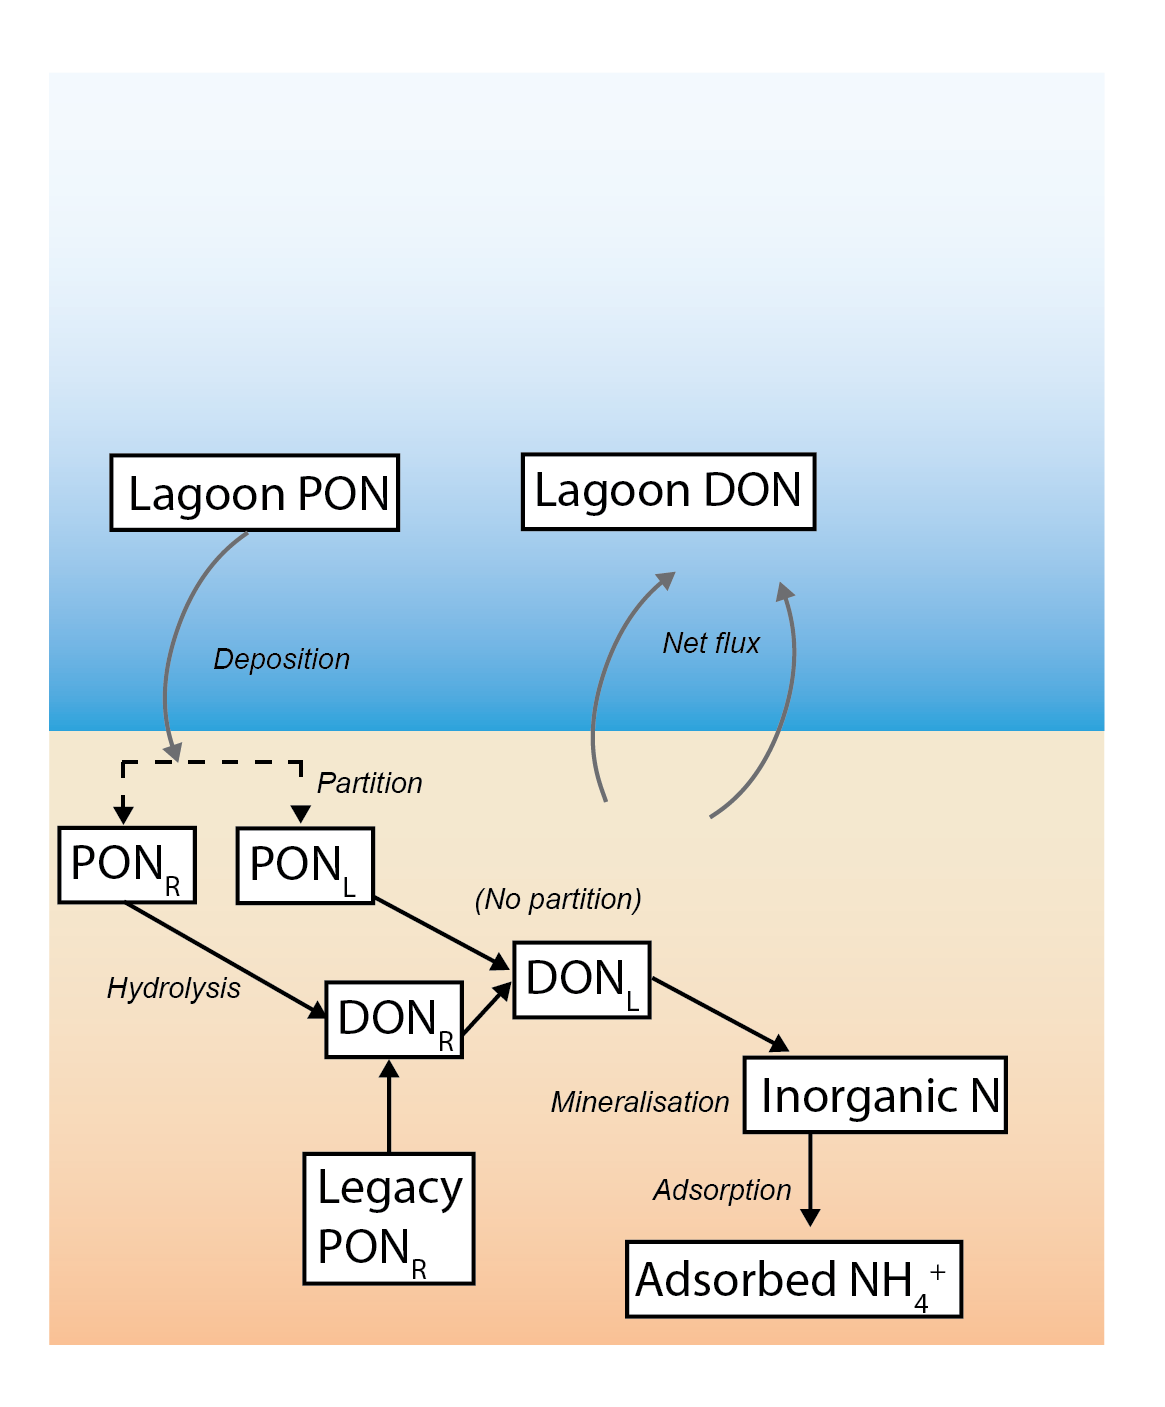 Lagoon PON
Lagoon DON
Net flux
Deposition
Partition
PON_R
PON_L
(No partition)
DON_L
Hydrolysis
DON_R
Mineralisation
Inorganic N
Legacy
PON_R
Adsorption
Adsorbed NH₄⁺